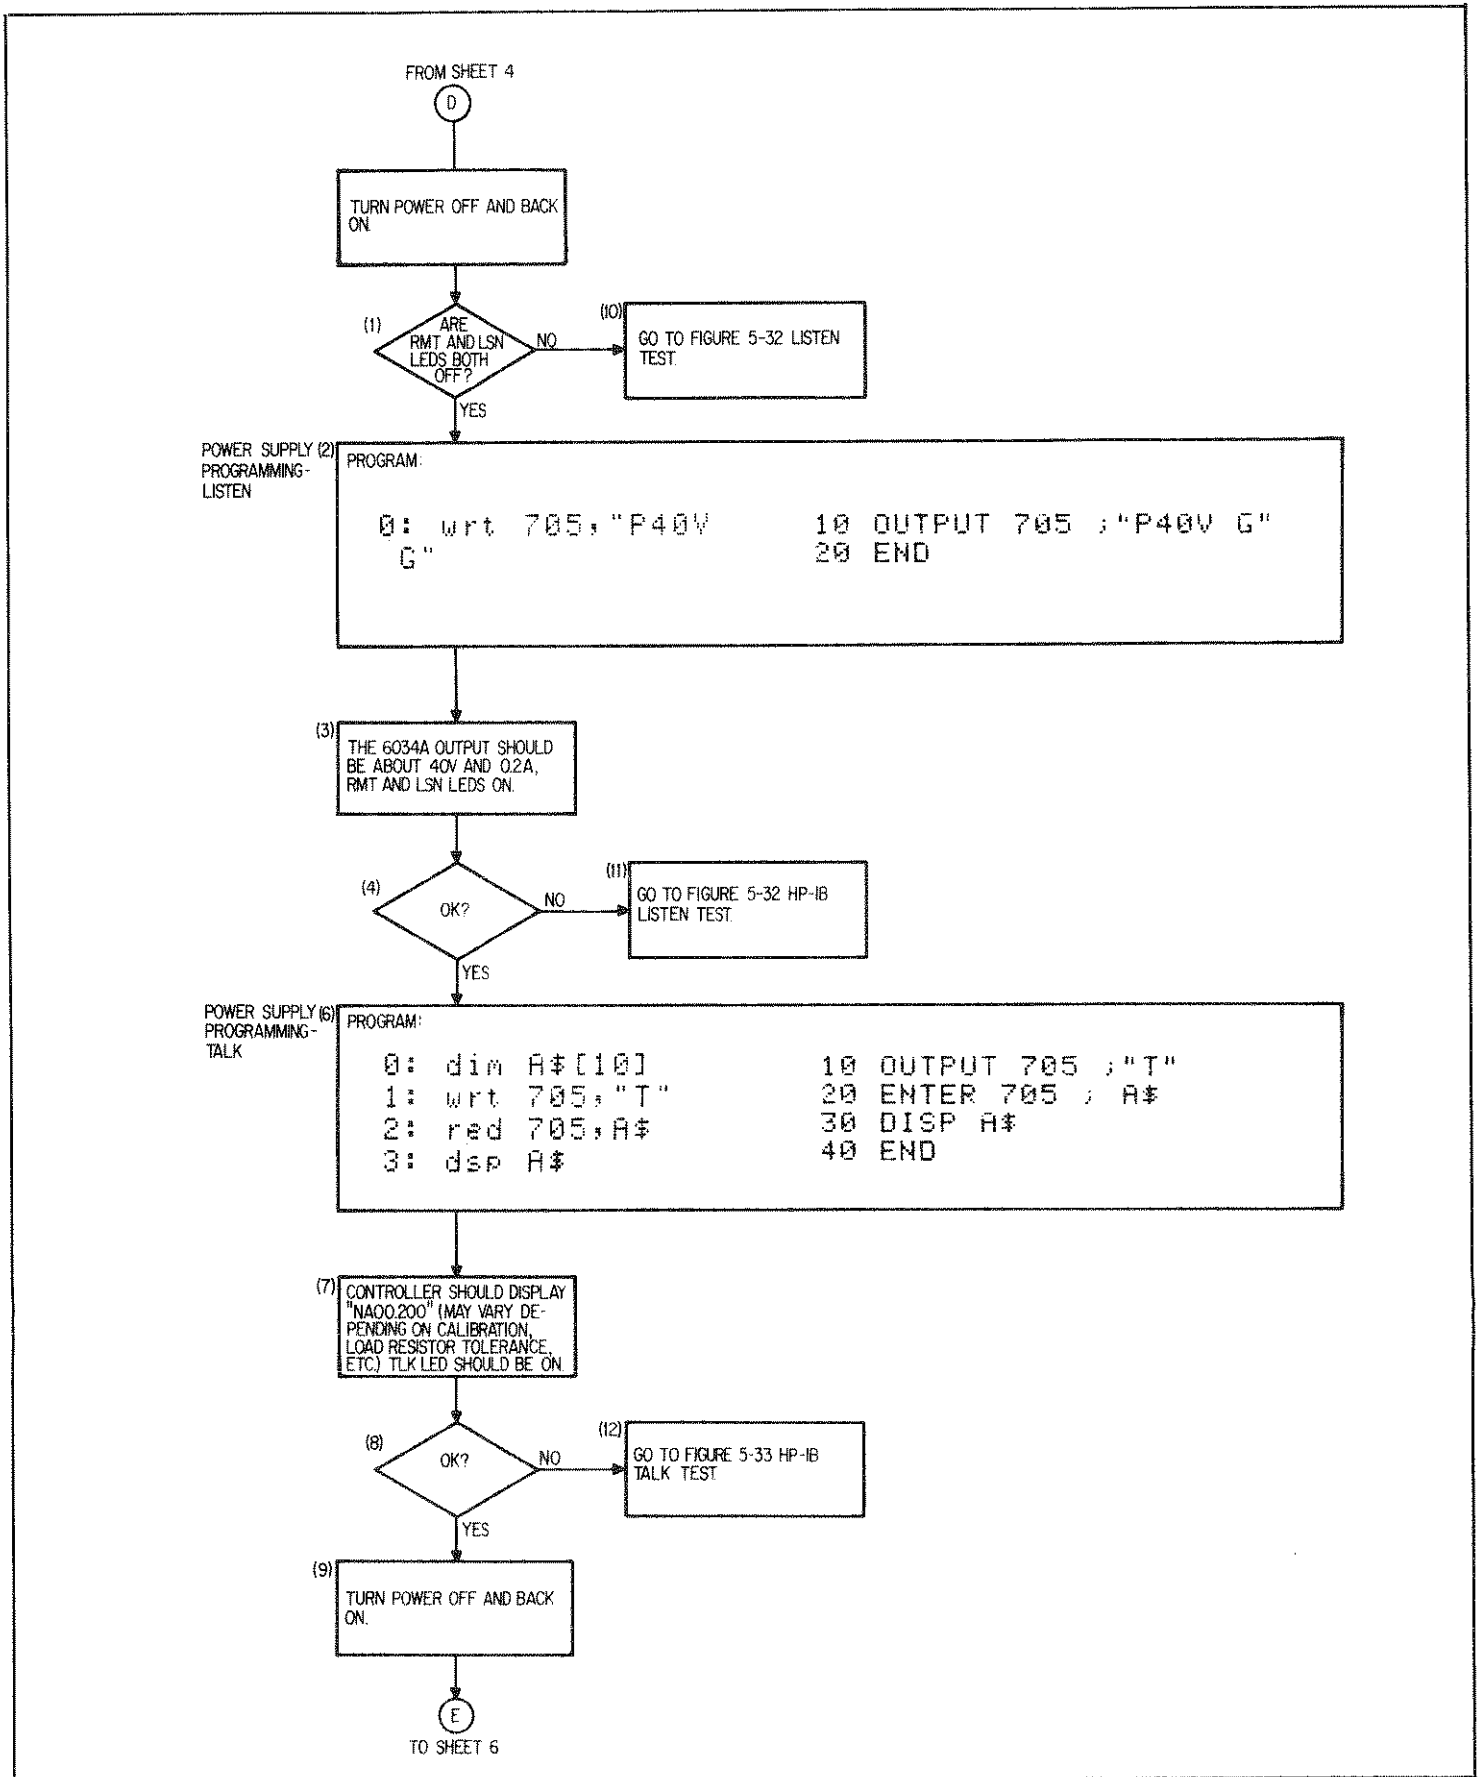 FROM SHEET 4
D
TURN POWER OFF AND BACK
ON.
(1)
ARE
RMT AND LSN
LEDS BOTH
OFF?
NO
(10)
GO TO FIGURE 5-32 LISTEN
TEST.
YES
POWER SUPPLY (2)
PROGRAMMING-
LISTEN
PROGRAM:
0: wrt 705,"P40V
G"
10 OUTPUT 705 ;"P40V G"
20 END
(3)
THE 6034A OUTPUT SHOULD
BE ABOUT 40V AND 0.2A,
RMT AND LSN LEDS ON.
(4)
OK?
NO
(11)
GO TO FIGURE 5-32 HP-IB
LISTEN TEST.
YES
POWER SUPPLY (6)
PROGRAMMING-
TALK
PROGRAM:
0: dim A$[10]
1: wrt 705,"T"
2: red 705,A$
3: dsp A$
10 OUTPUT 705 ;"T"
20 ENTER 705 ; A$
30 DISP A$
40 END
(7)
CONTROLLER SHOULD DISPLAY
"NA00.200" (MAY VARY DE-
PENDING ON CALIBRATION,
LOAD RESISTOR TOLERANCE,
ETC.) TLK LED SHOULD BE ON.
(8)
OK?
NO
(12)
GO TO FIGURE 5-33 HP-IB
TALK TEST
YES
(9)
TURN POWER OFF AND BACK
ON.
E
TO SHEET 6